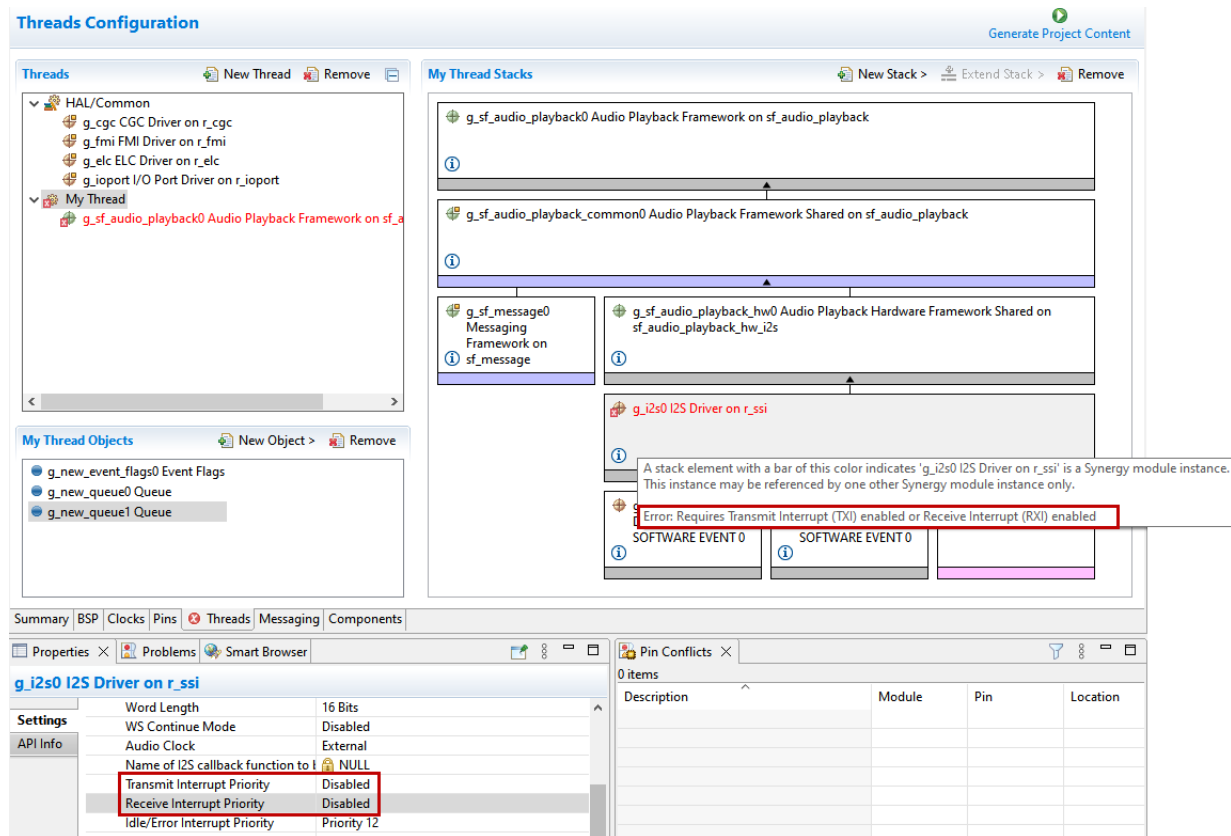 Threads Configuration
Generate Project Content
Threads
New Thread
Remove
HAL/Common
g_cgc CGC Driver on r_cgc
g_fmi FMI Driver on r_fmi
g_elc ELC Driver on r_elc
g_ioport I/O Port Driver on r_ioport
My Thread
g_sf_audio_playback0 Audio Playback Framework on sf_a
My Thread Stacks
New Stack >
Extend Stack >
Remove
g_sf_audio_playback0 Audio Playback Framework on sf_audio_playback
g_sf_audio_playback_common0 Audio Playback Framework Shared on sf_audio_playback
g_sf_message0
Messaging
Framework on
sf_message
g_sf_audio_playback_hw0 Audio Playback Hardware Framework Shared on
sf_audio_playback_hw_i2s
g_i2s0 I2S Driver on r_ssi
A stack element with a bar of this color indicates 'g_i2s0 I2S Driver on r_ssi' is a Synergy module instance.
This instance may be referenced by one other Synergy module instance only.
Error: Requires Transmit Interrupt (TXI) enabled or Receive Interrupt (RXI) enabled
SOFTWARE EVENT 0
SOFTWARE EVENT 0
My Thread Objects
New Object >
Remove
g_new_event_flags0 Event Flags
g_new_queue0 Queue
g_new_queue1 Queue
Summary BSP Clocks Pins Threads Messaging Components
Properties
Problems
Smart Browser
g_i2s0 I2S Driver on r_ssi
Settings
API Info
Word Length 16 Bits
WS Continue Mode Disabled
Audio Clock External
Name of I2S callback function to NULL
Transmit Interrupt Priority Disabled
Receive Interrupt Priority Disabled
Idle/Error Interrupt Priority Priority 12
Pin Conflicts
0 items
Description Module Pin Location